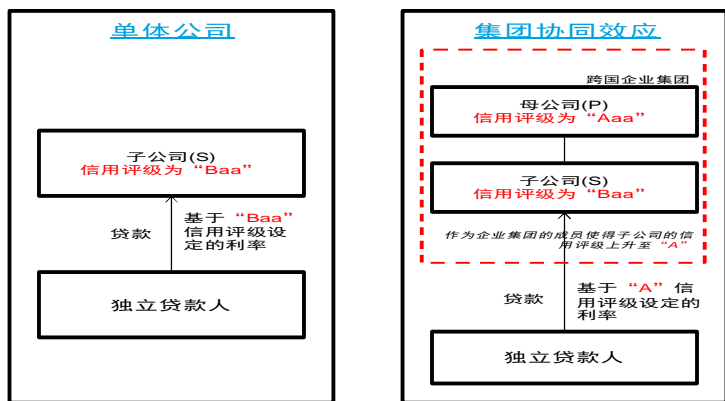 单体公司
子公司(S)
信用评级为“Baa”
贷款
基于“Baa”
信用评级设
定的利率
独立贷款人
集团协同效应
跨国企业集团
母公司(P)
信用评级为“Aaa”
子公司(S)
信用评级为“Baa”
作为企业集团的成员使得子公司的信
用评级上升至“A”
贷款
基于“A”信
用评级设定的
利率
独立贷款人